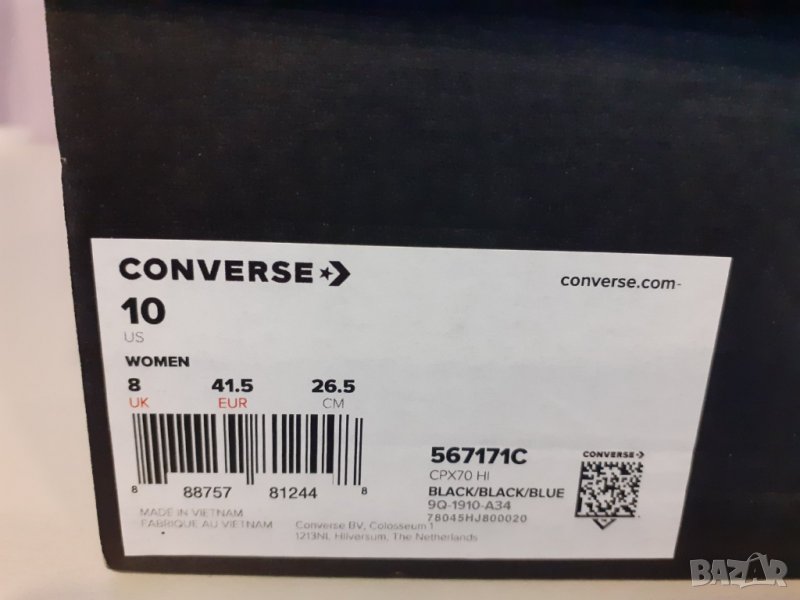 CONVERSE
converse.com
10
US
WOMEN
8 41.5 26.5
UK EUR CM
8 88757 81244 8
567171C
CPX70 HI
BLACK/BLACK/BLUE
9Q-1910-A34
78045HJ800020
CONVERSE
MADE IN VIETNAM
FABRIQUE AU VIETNAM
Converse BV, Colosseum 1
1213NL Hilversum, The Netherlands
BAZAR